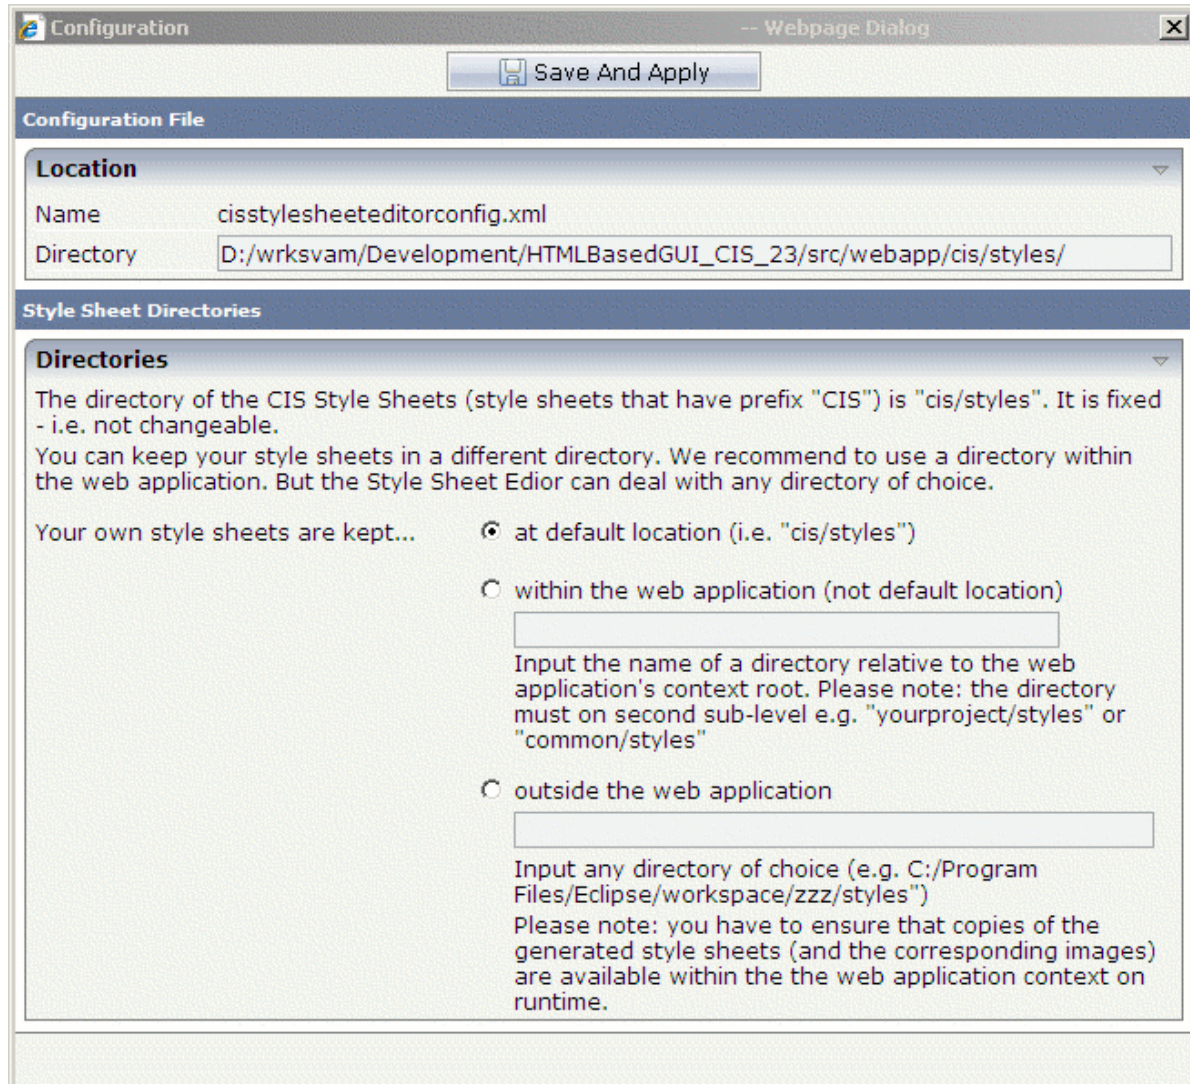 Configuration -- Webpage Dialog
Save And Apply
Configuration File
Location
Name cisstylesheeteditorconfig.xml
Directory D:/wrksvam/Development/HTMLBasedGUI_CIS_23/src/webapp/cis/styles/
Style Sheet Directories
Directories
The directory of the CIS Style Sheets (style sheets that have prefix "CIS") is "cis/styles". It is fixed
- i.e. not changeable.
You can keep your style sheets in a different directory. We recommend to use a directory within
the web application. But the Style Sheet Edior can deal with any directory of choice.
Your own style sheets are kept... at default location (i.e. "cis/styles")
within the web application (not default location)
Input the name of a directory relative to the web
application's context root. Please note: the directory
must on second sub-level e.g. "yourproject/styles" or
"common/styles"
outside the web application
Input any directory of choice (e.g. C:/Program
Files/Eclipse/workspace/zzz/styles")
Please note: you have to ensure that copies of the
generated style sheets (and the corresponding images)
are available within the the web application context on
runtime.